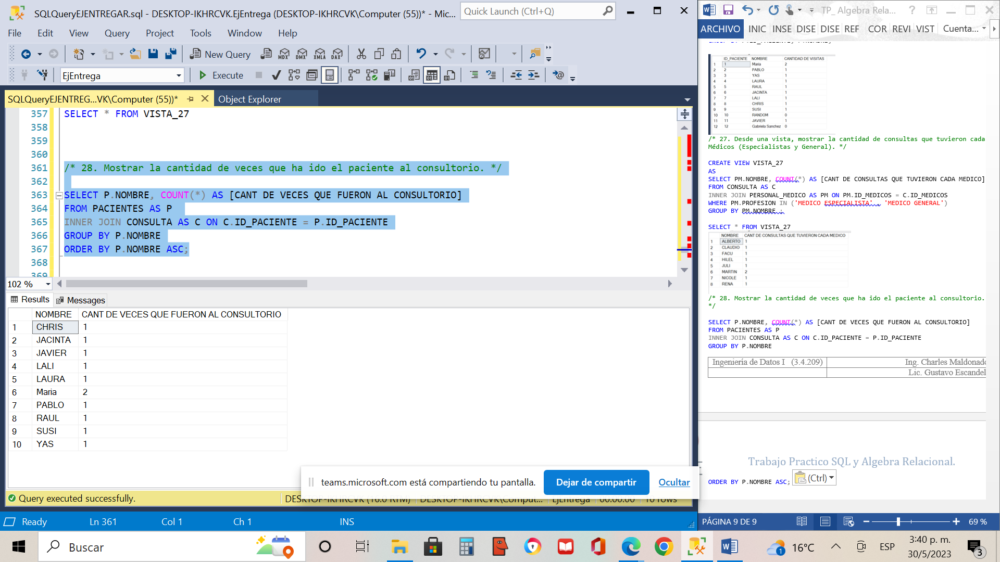 SQLQueryEJENTREGAR.sql - DESKTOP-IKHRCVK.EjEntrega (DESKTOP-IKHRCVK\Computer (55))* - Mic...
Quick Launch (Ctrl+Q)
File Edit View Query Project Tools Window Help
New Query
MDX DMX XMLA DAX
EjEntrega
Execute
SQLQueryEJENTREG...VK\Computer (55))*
Object Explorer
357 SELECT * FROM VISTA_27
358
359
360
361 /* 28. Mostrar la cantidad de veces que ha ido el paciente al consultorio. */
362
363 SELECT P.NOMBRE, COUNT(*) AS [CANT DE VECES QUE FUERON AL CONSULTORIO]
364 FROM PACIENTES AS P
365 INNER JOIN CONSULTA AS C ON C.ID_PACIENTE = P.ID_PACIENTE
366 GROUP BY P.NOMBRE
367 ORDER BY P.NOMBRE ASC;
368
369
102 %
Results Messages
NOMBRE CANT DE VECES QUE FUERON AL CONSULTORIO
1 CHRIS 1
2 JACINTA 1
3 JAVIER 1
4 LALI 1
5 LAURA 1
6 Maria 2
7 PABLO 1
8 RAUL 1
9 SUSI 1
10 YAS 1
teams.microsoft.com está compartiendo tu pantalla.
Dejar de compartir
Ocultar
Query executed successfully.
DESKTOP-IKHRCVK (16.0 RTM) DESKTOP-IKHRCVK\Comput... EjEntrega 00:00:00 10 rows
Ready Ln 361 Col 1 Ch 1 INS
TP_ Algebra Rela...
ARCHIVO INIC INSE DISE DISE REF COR REVI VIST Cuenta...
ID_PACIENTE NOMBRE CANTIDAD DE VISITAS
1 1 Maria 2
2 2 PABLO 1
3 3 YAS 1
4 4 LAURA 1
5 5 RAUL 1
6 6 JACINTA 1
7 7 LALI 1
8 8 CHRIS 1
9 9 SUSI 1
10 10 RANDOM 0
11 11 JAVIER 1
12 12 Gabriela Sanchez 0
/* 27. Desde una vista, mostrar la cantidad de consultas que tuvieron cada
Médicos (Especialistas y General). */
CREATE VIEW VISTA_27
AS
SELECT PM.NOMBRE, COUNT(*) AS [CANT DE CONSULTAS QUE TUVIERON CADA MEDICO]
FROM CONSULTA AS C
INNER JOIN PERSONAL_MEDICO AS PM ON PM.ID_MEDICOS = C.ID_MEDICOS
WHERE PM.PROFESION IN ('MEDICO ESPECIALISTA' , 'MEDICO GENERAL')
GROUP BY PM.NOMBRE ;
SELECT * FROM VISTA_27
NOMBRE CANT DE CONSULTAS QUE TUVIERON CADA MEDICO
1 ALBERTO 1
2 CLAUDIO 1
3 FACU 1
4 HILEL 1
5 JULI 1
6 MARTIN 2
7 NICOLE 1
8 RENA 1
/* 28. Mostrar la cantidad de veces que ha ido el paciente al consultorio.
*/
SELECT P.NOMBRE, COUNT(*) AS [CANT DE VECES QUE FUERON AL CONSULTORIO]
FROM PACIENTES AS P
INNER JOIN CONSULTA AS C ON C.ID_PACIENTE = P.ID_PACIENTE
GROUP BY P.NOMBRE
Ingeniería de Datos I (3.4.209) Ing. Charles Maldonado
Lic. Gustavo Escandel
Trabajo Practico SQL y Algebra Relacional.
ORDER BY P.NOMBRE ASC;
(Ctrl)
PÁGINA 9 DE 9
69 %
Buscar
1
16°C
ESP
3:40 p. m.
30/5/2023
3